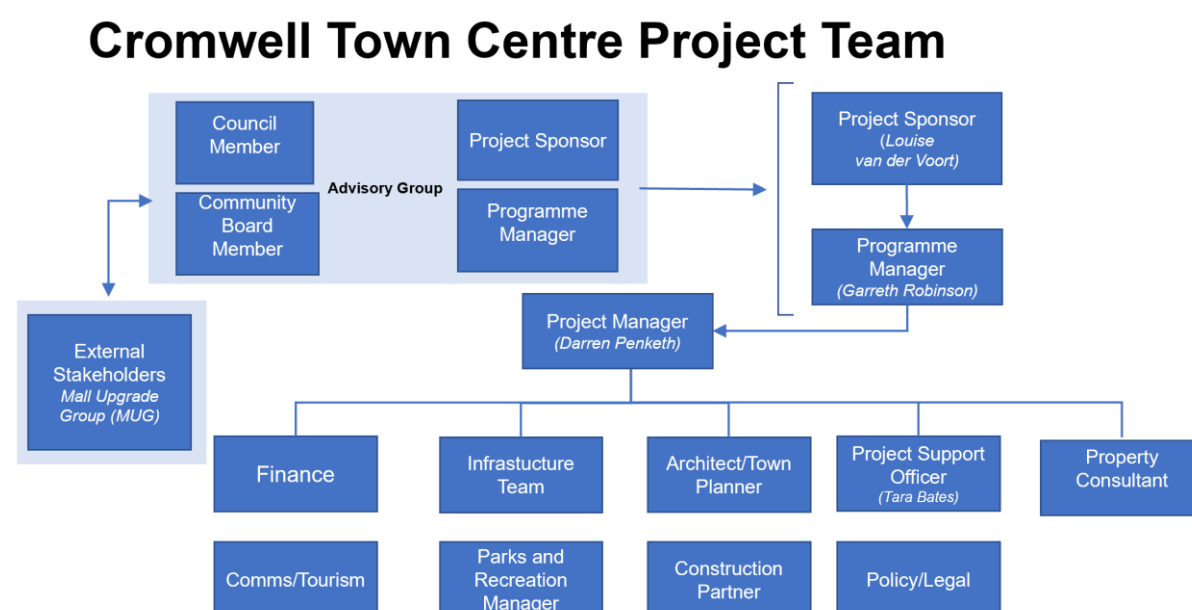 Cromwell Town Centre Project Team
Council
Member
Project Sponsor
Advisory Group
Community
Board
Member
Programme
Manager
Project Sponsor
(Louise
van der Voort)
Programme
Manager
(Garreth Robinson)
Project Manager
(Darren Penketh)
External
Stakeholders
Mall Upgrade
Group (MUG)
Finance
Infrastucture
Team
Architect/Town
Planner
Project Support
Officer
(Tara Bates)
Property
Consultant
Comms/Tourism
Parks and
Recreation
Manager
Construction
Partner
Policy/Legal